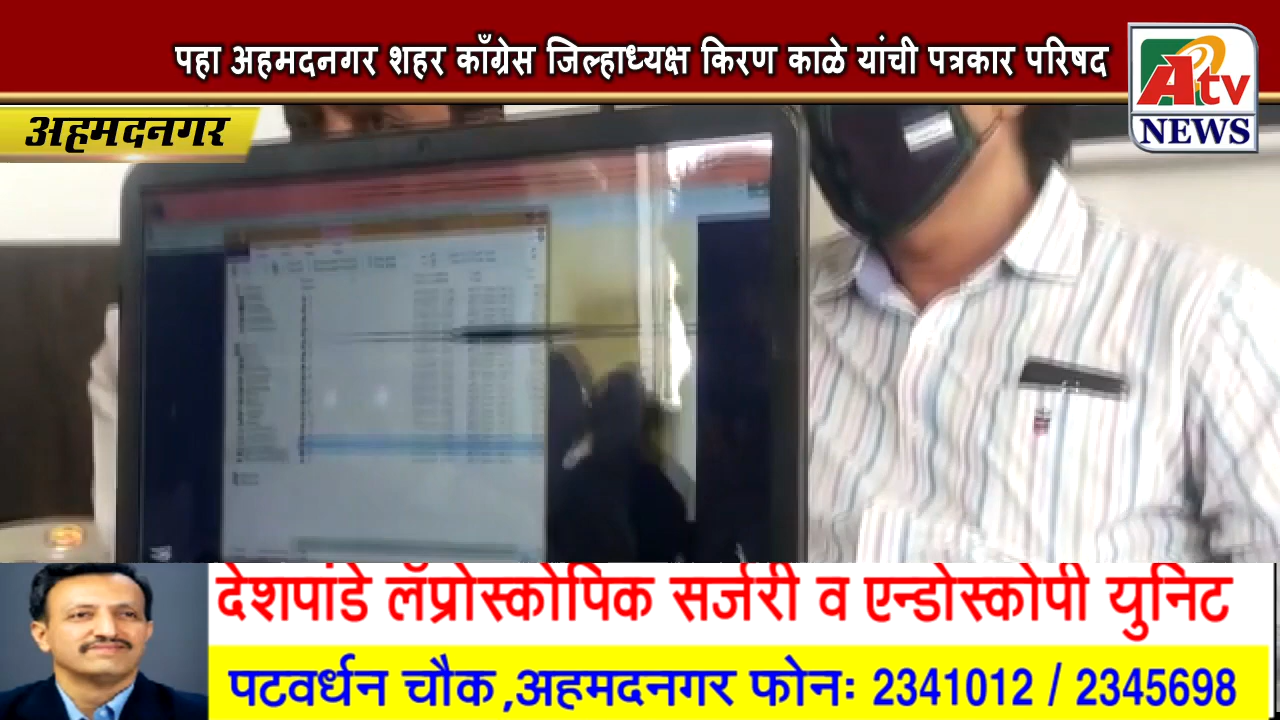 पहा अहमदनगर शहर काँग्रेस जिल्हाध्यक्ष किरण काळे यांची पत्रकार परिषद
Atv
NEWS
अहमदनगर
देशपांडे लॅप्रोस्कोपिक सर्जरी व एन्डोस्कोपी युनिट
पटवर्धन चौक,अहमदनगर फोनः 2341012 / 2345698